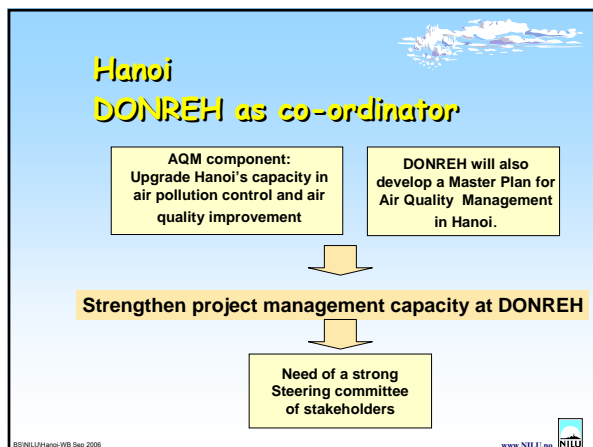 Hanoi
DONREH as co-ordinator
AQM component:
Upgrade Hanoi's capacity in
air pollution control and air
quality improvement
DONREH will also
develop a Master Plan for
Air Quality Management
in Hanoi.
Strengthen project management capacity at DONREH
Need of a strong
Steering committee
of stakeholders
BS\NILU\Hanoi-WB Sep 2006
www.NILU.no
NILU